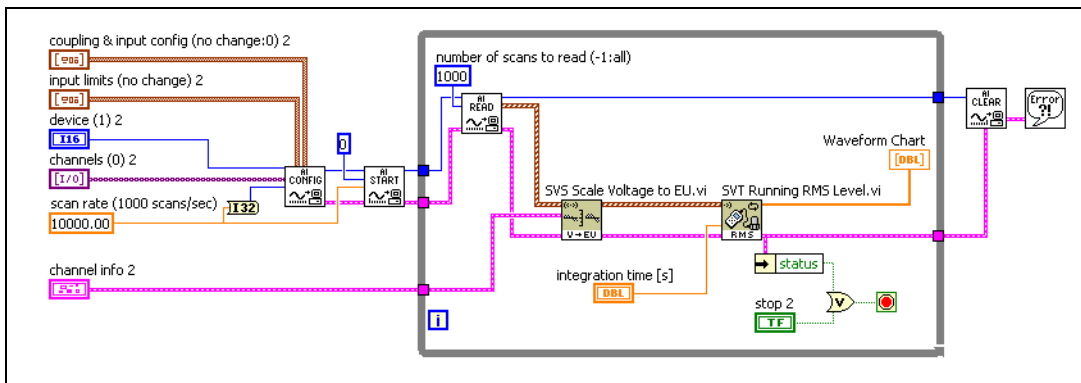 coupling & input config (no change:0) 2
input limits (no change) 2
device (1) 2
I16
channels (0) 2
I/O
scan rate (1000 scans/sec)
10000.00
I32
channel info 2
AI
CONFIG
0
AI
START
number of scans to read (-1:all)
1000
AI
READ
SVS Scale Voltage to EU.vi
V→EU
SVT Running RMS Level.vi
RMS
Waveform Chart
[DBL]
integration time [s]
DBL
status
stop 2
TF
V
i
AI
CLEAR
Error
?!